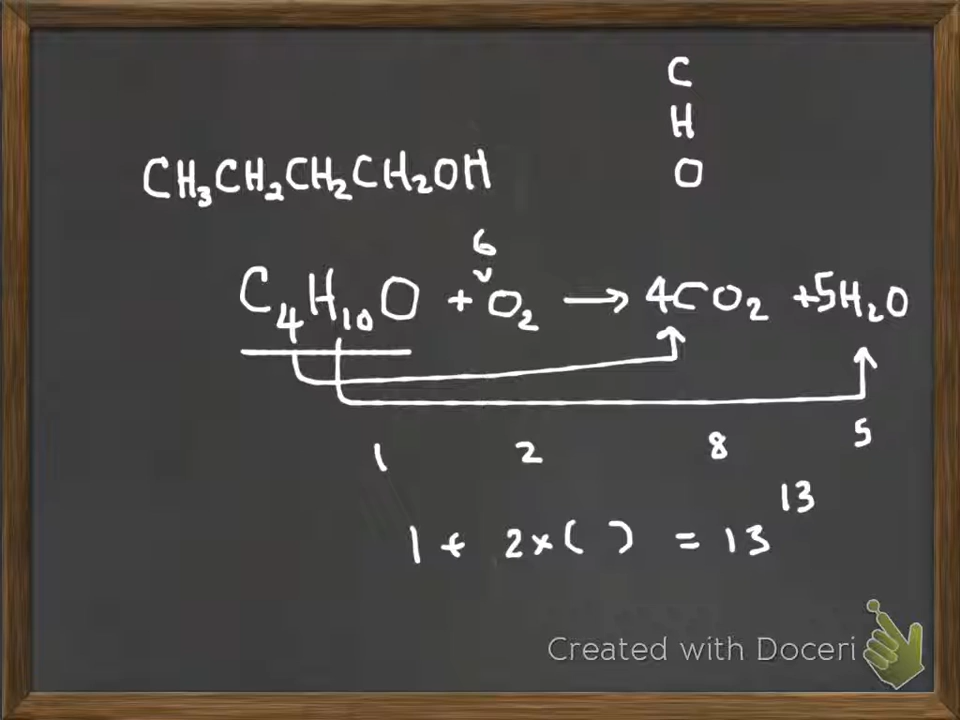 C
H
O
CH₃CH₂CH₂CH₂OH
6
C₄H₁₀O + O₂ → 4CO₂ +5H₂O
1 2 8 5
13
1 + 2×( ) = 13
Created with Doceri